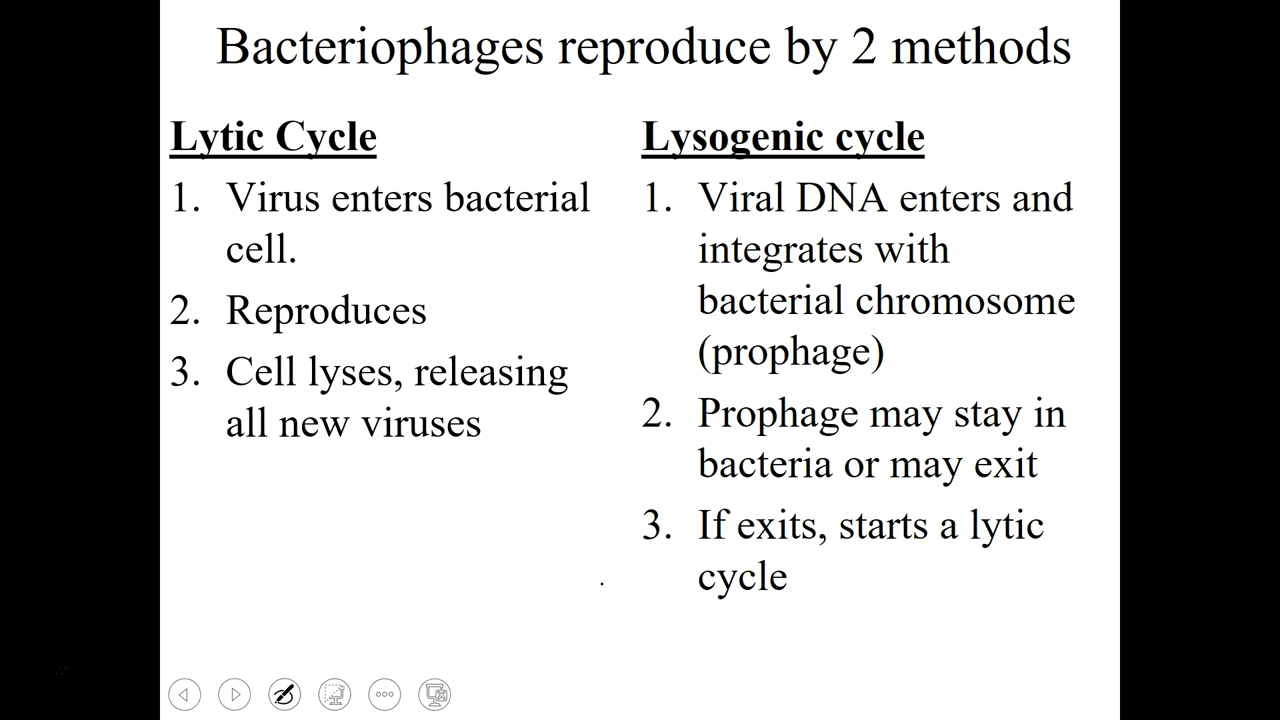 Bacteriophages reproduce by 2 methods
Lytic Cycle
1. Virus enters bacterial
cell.
2. Reproduces
3. Cell lyses, releasing
all new viruses
Lysogenic cycle
1. Viral DNA enters and
integrates with
bacterial chromosome
(prophage)
2. Prophage may stay in
bacteria or may exit
3. If exits, starts a lytic
cycle